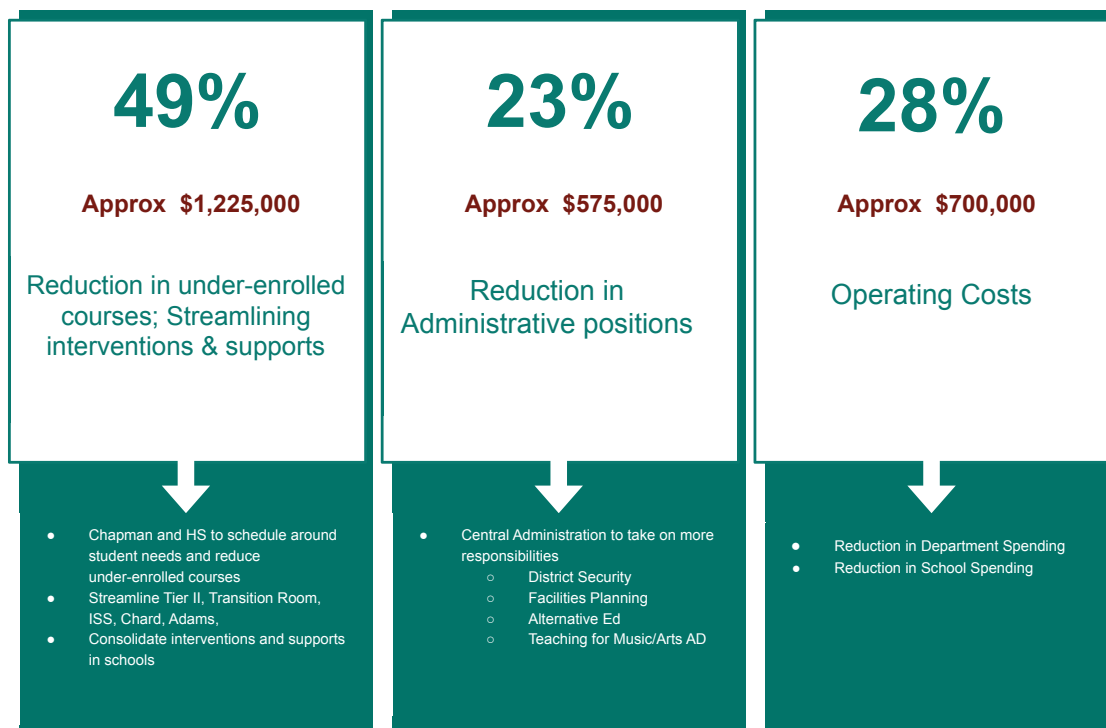 49%
Approx $1,225,000
Reduction in under-enrolled
courses; Streamlining
interventions & supports
● Chapman and HS to schedule around
student needs and reduce
under-enrolled courses
● Streamline Tier II, Transition Room,
ISS, Chard, Adams,
● Consolidate interventions and supports
in schools
23%
Approx $575,000
Reduction in
Administrative positions
● Central Administration to take on more
responsibilities
○ District Security
○ Facilities Planning
○ Alternative Ed
○ Teaching for Music/Arts AD
28%
Approx $700,000
Operating Costs
● Reduction in Department Spending
● Reduction in School Spending